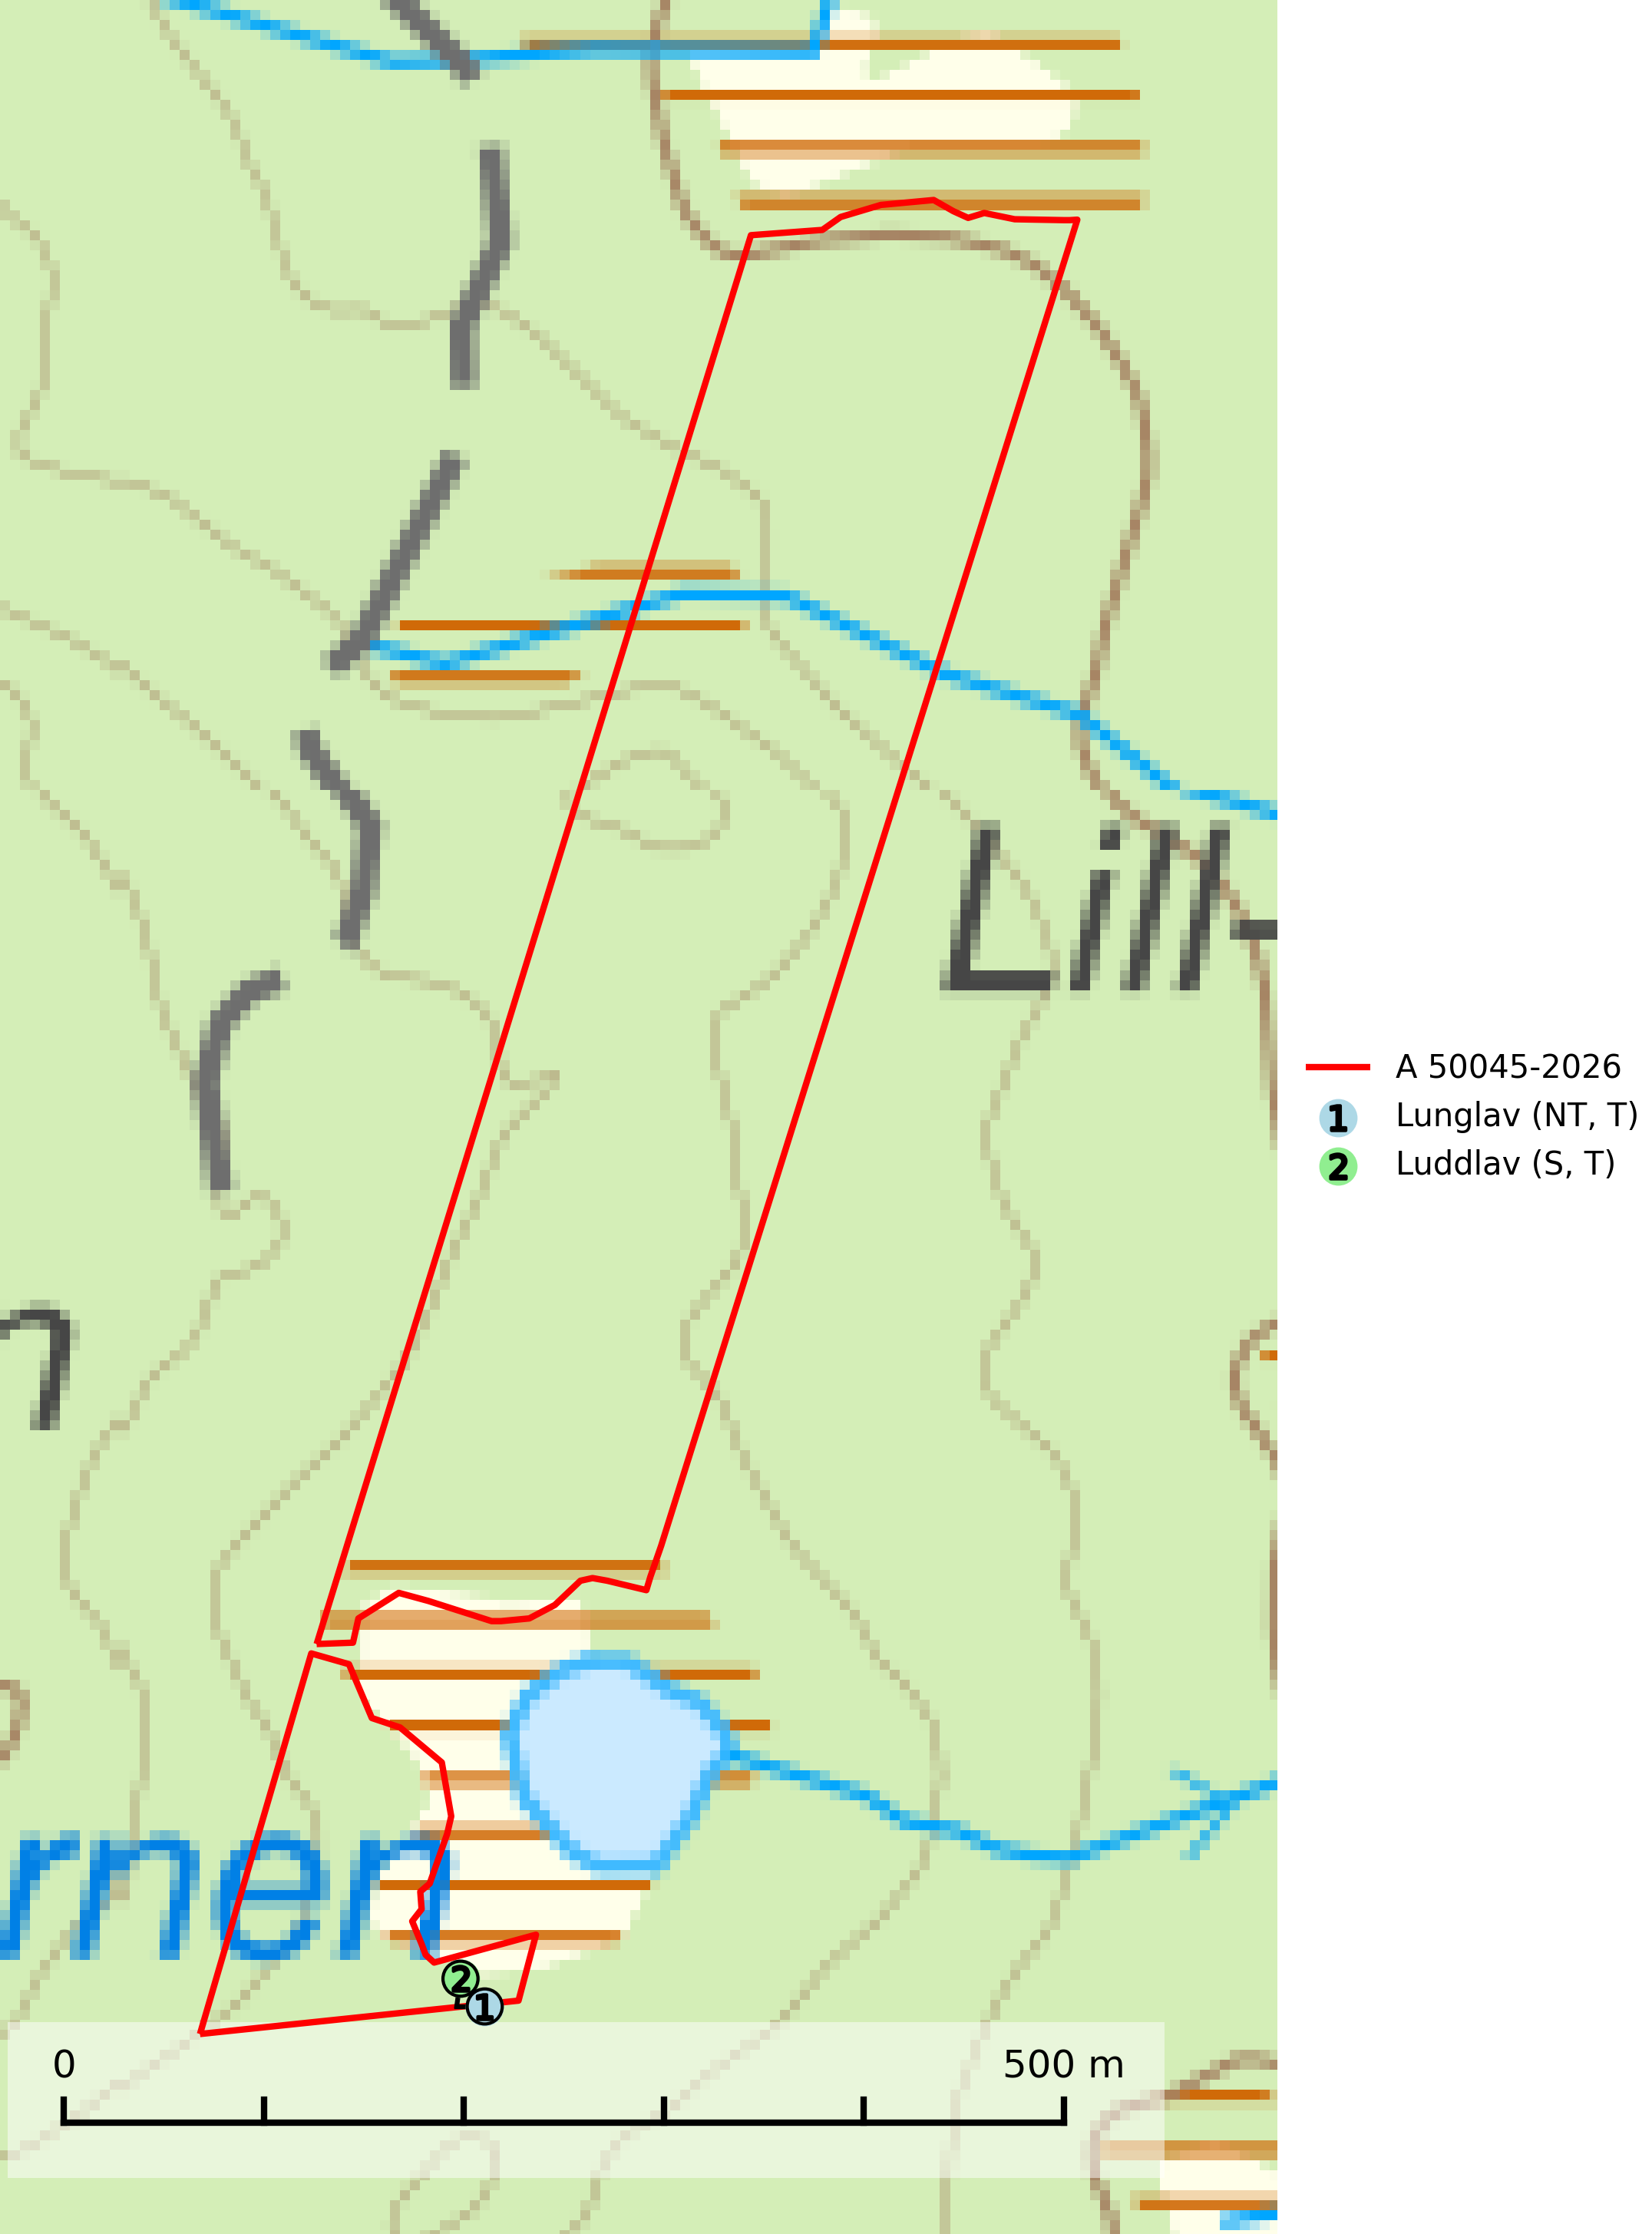 Lill-
A 50045-2026
1 Lunglav (NT, T)
2 Luddlav (S, T)
n
rnen
2
1
0 500 m